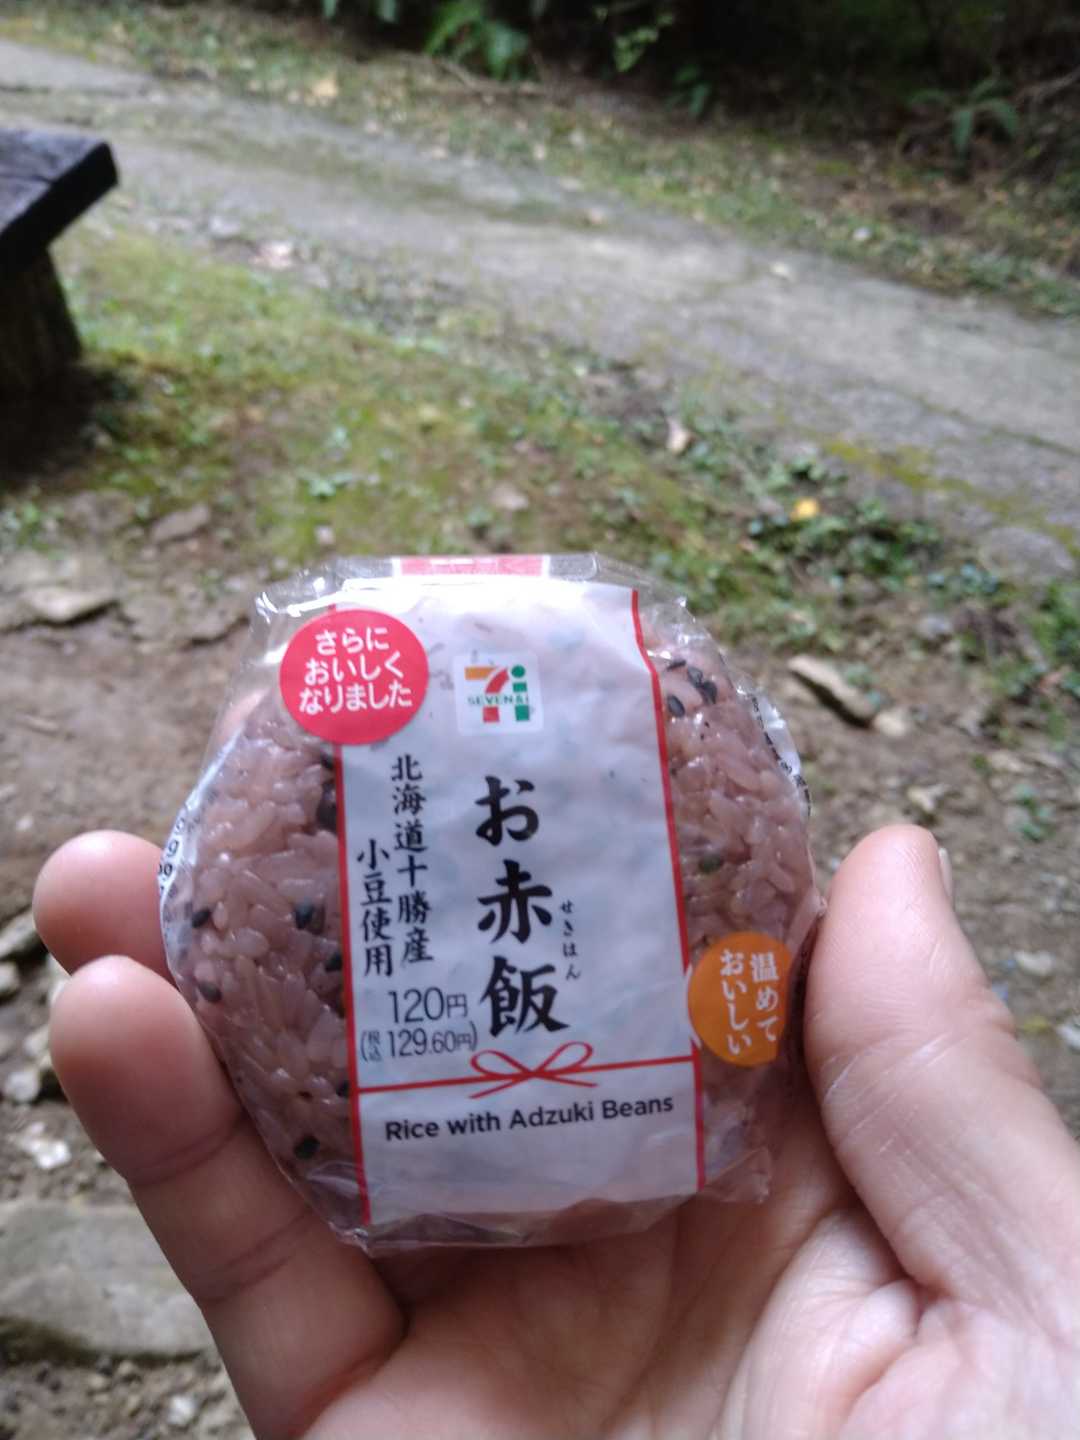 さらに
おいしく
なりました
SEVEN&i
お赤飯
せきはん
北海道十勝産
小豆使用
120円
(税込129.60円)
温めて
おいしい
Rice with Adzuki Beans